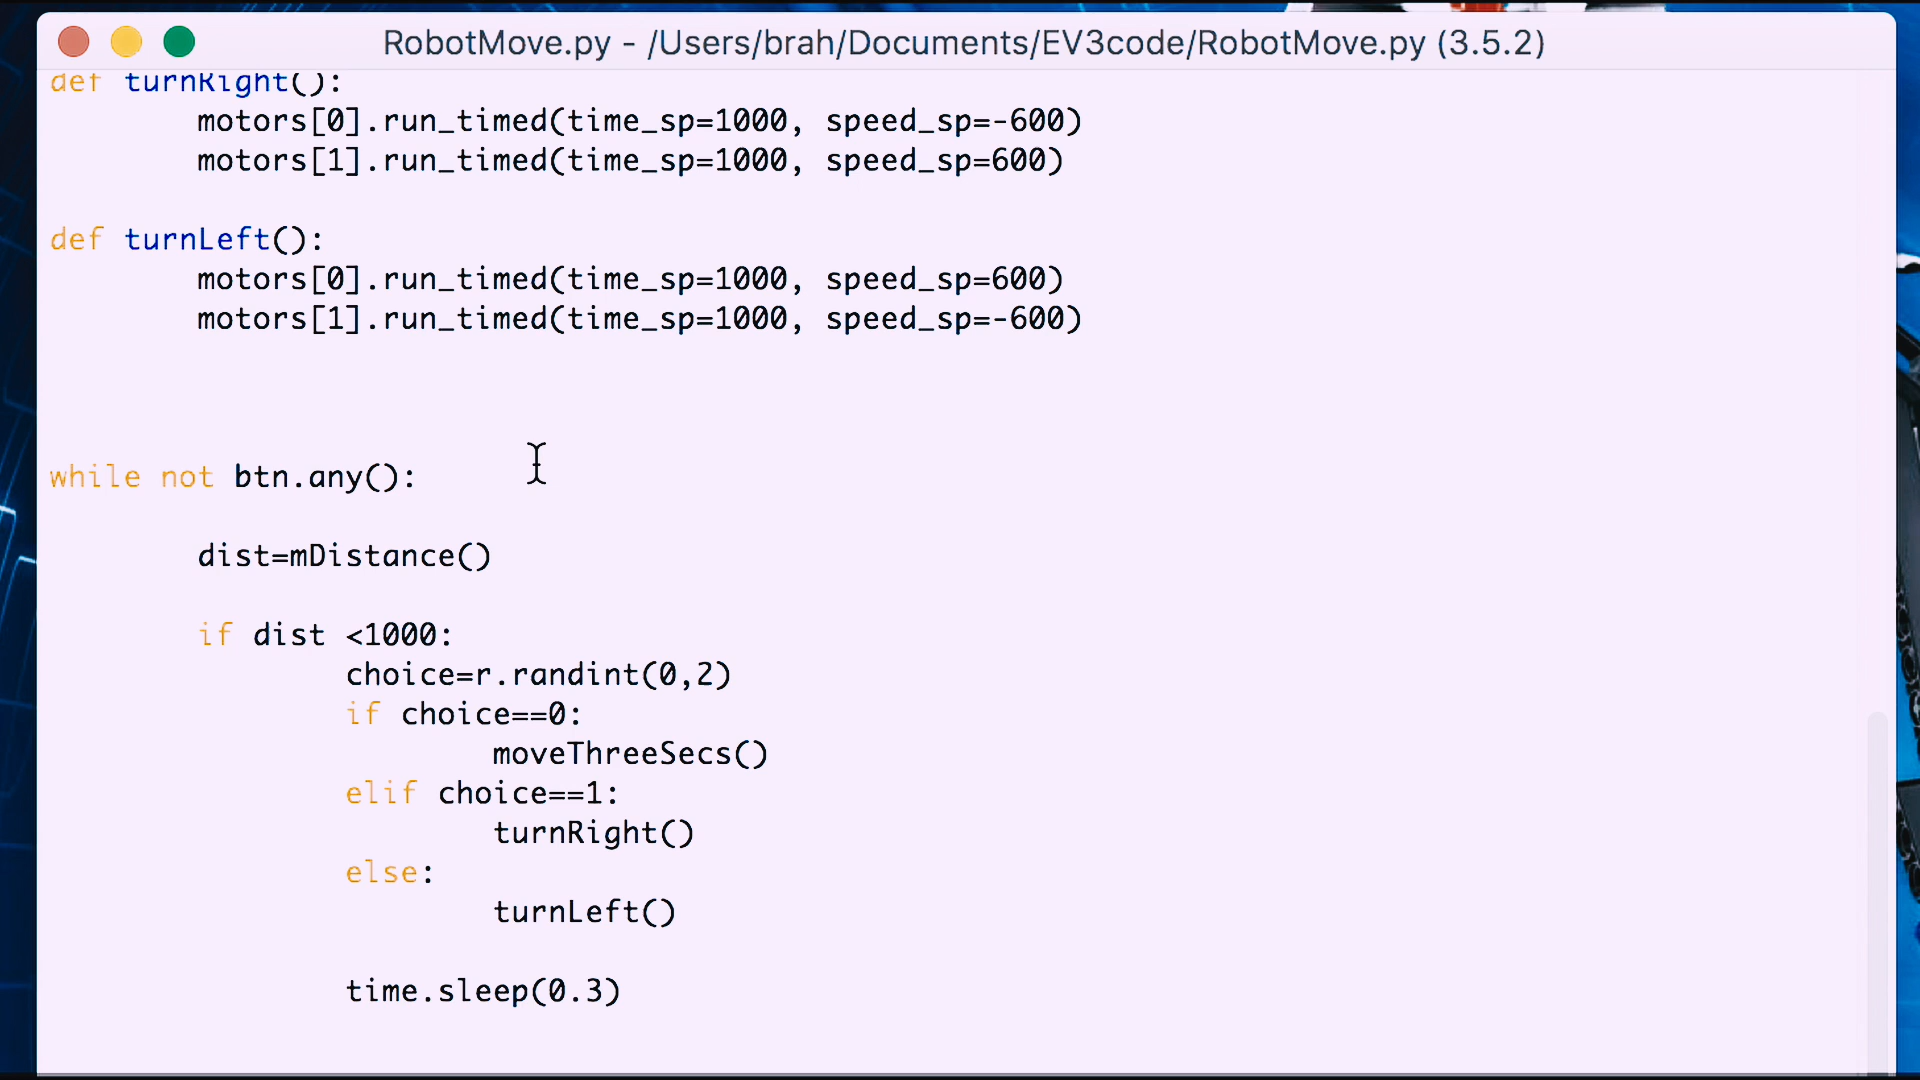 RobotMove.py - /Users/brah/Documents/EV3code/RobotMove.py (3.5.2)
def turnRight():
        motors[0].run_timed(time_sp=1000, speed_sp=-600)
        motors[1].run_timed(time_sp=1000, speed_sp=600)
def turnLeft():
        motors[0].run_timed(time_sp=1000, speed_sp=600)
        motors[1].run_timed(time_sp=1000, speed_sp=-600)
while not btn.any():
        dist=mDistance()
        if dist <1000:
                choice=r.randint(0,2)
                if choice==0:
                        moveThreeSecs()
                elif choice==1:
                        turnRight()
                else:
                        turnLeft()
                time.sleep(0.3)